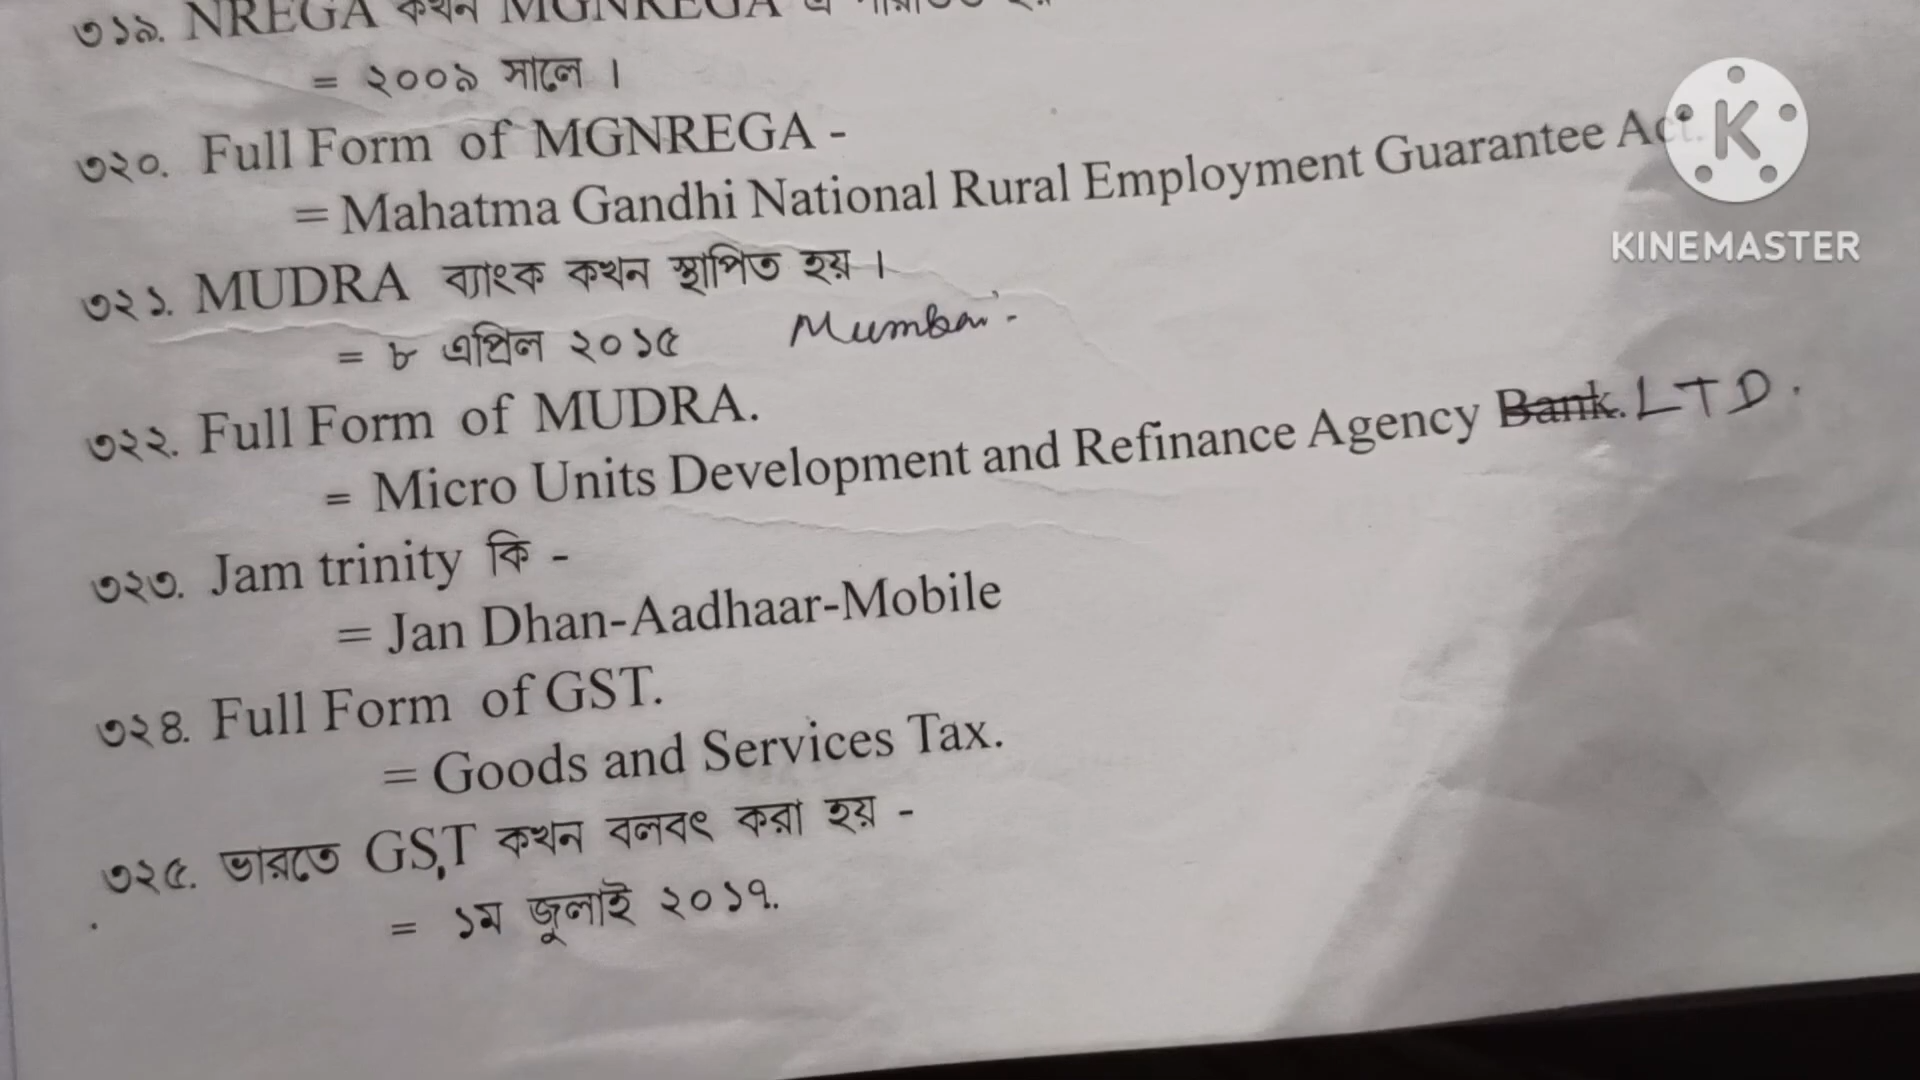 ৩১৯. NREGA কখন MGNREGA এ
= ২০০৯ সালে ।
৩২০. Full Form of MGNREGA -
= Mahatma Gandhi National Rural Employment Guarantee Act.
৩২১. MUDRA ব্যাংক কখন স্থাপিত হয় ।
= ৮ এপ্রিল ২০১৫ Mumbai -
৩২২. Full Form of MUDRA.
= Micro Units Development and Refinance Agency Bank. LTD.
৩২৩. Jam trinity কি -
= Jan Dhan-Aadhaar-Mobile
৩২৪. Full Form of GST.
= Goods and Services Tax.
৩২৫. ভারতে GST কখন বলবৎ করা হয় -
= ১ম জুলাই ২০১৭.
K
KINEMASTER